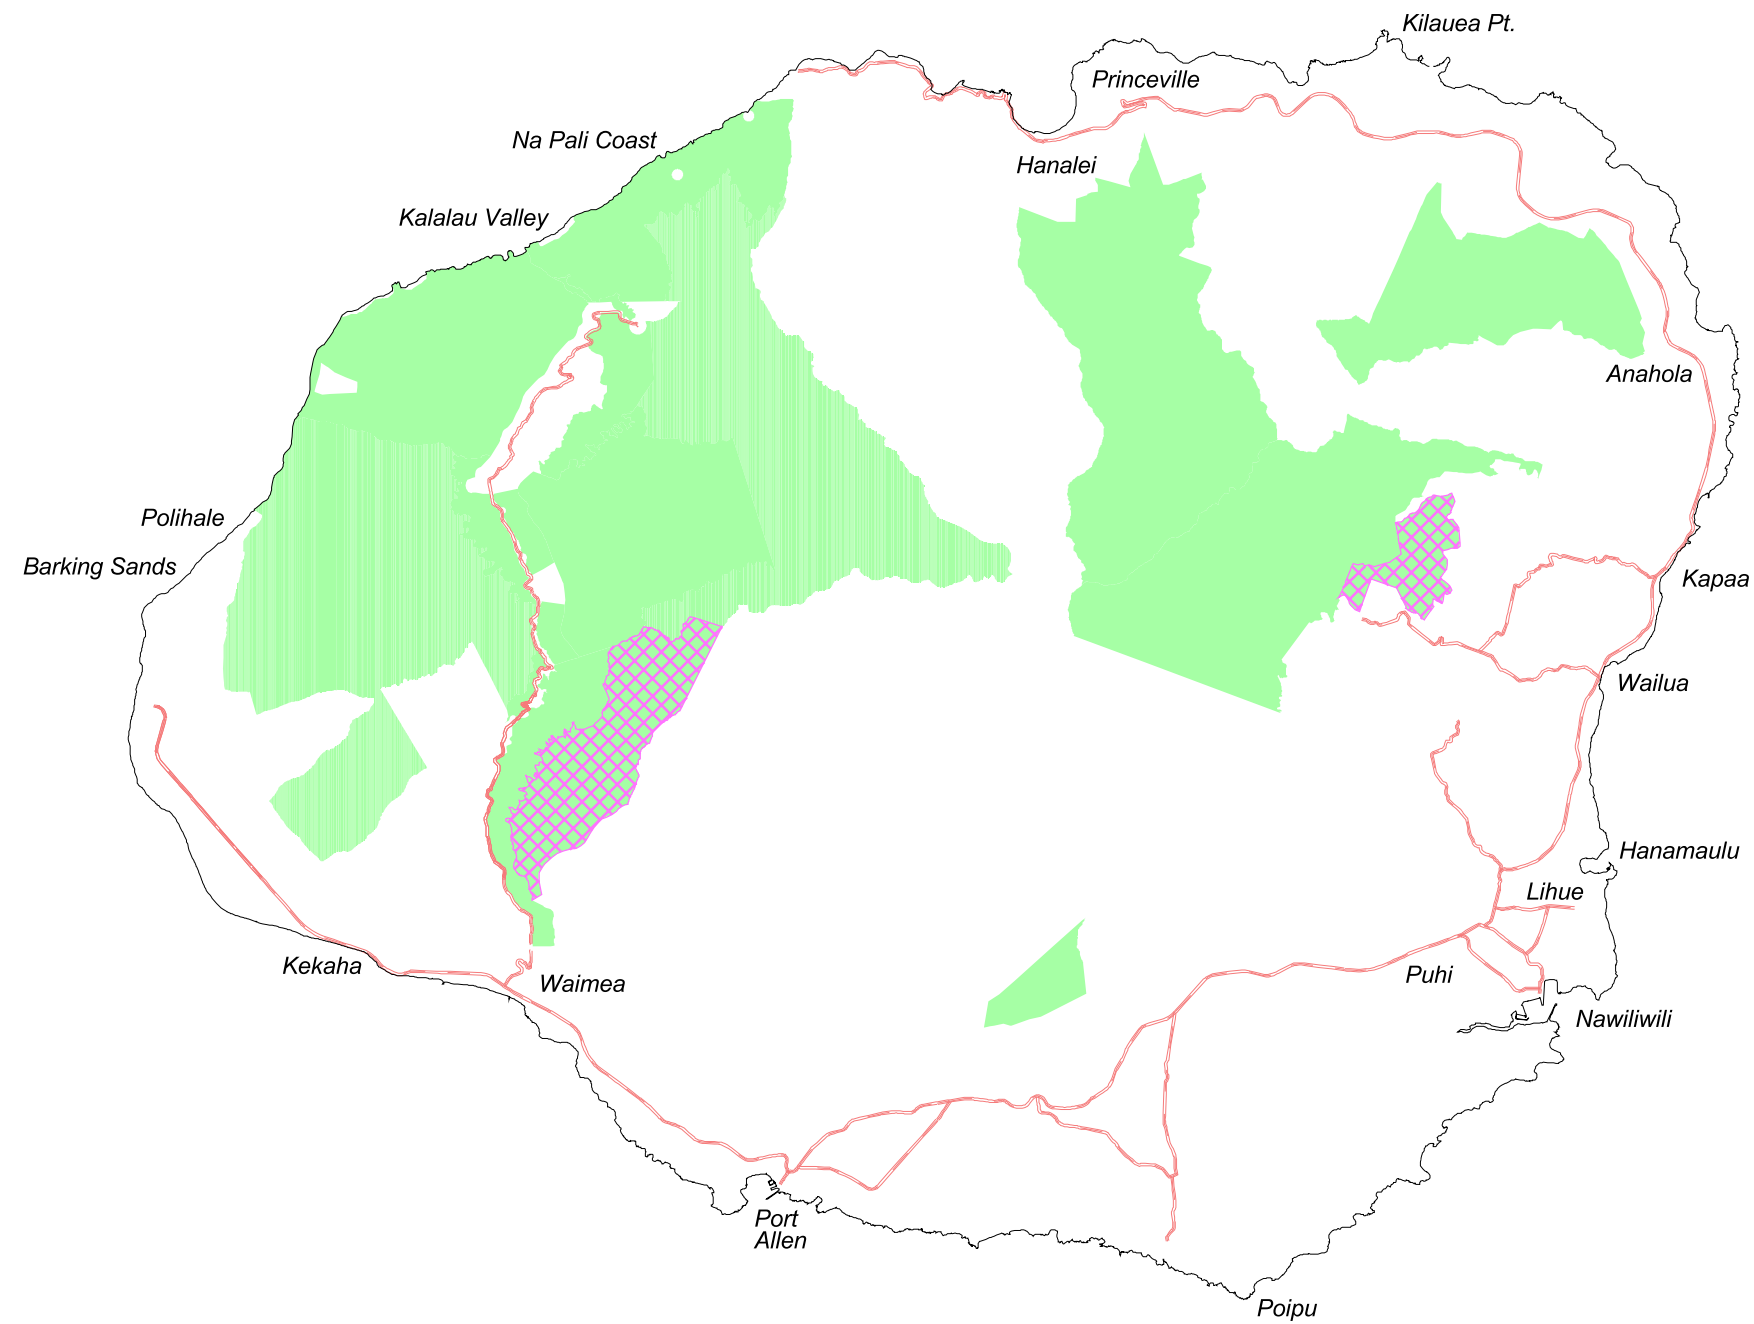 Kilauea Pt.
Princeville
Na Pali Coast
Hanalei
Kalalau Valley
Anahola
Polihale
Barking Sands
Kapaa
Wailua
Hanamaulu
Lihue
Kekaha
Waimea
Puhi
Nawiliwili
Port
Allen
Poipu